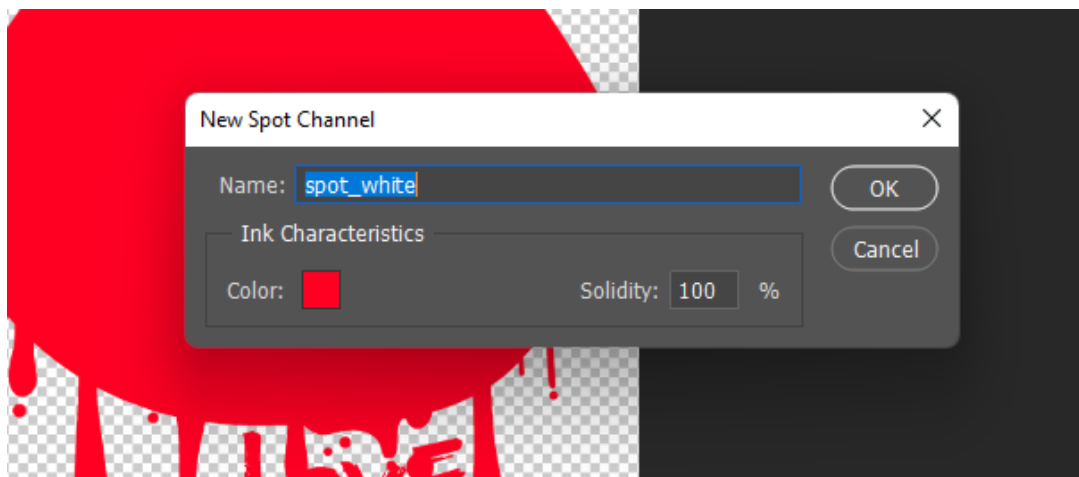 New Spot Channel
Name: spot_white
OK
Ink Characteristics
Cancel
Color:
Solidity: 100 %